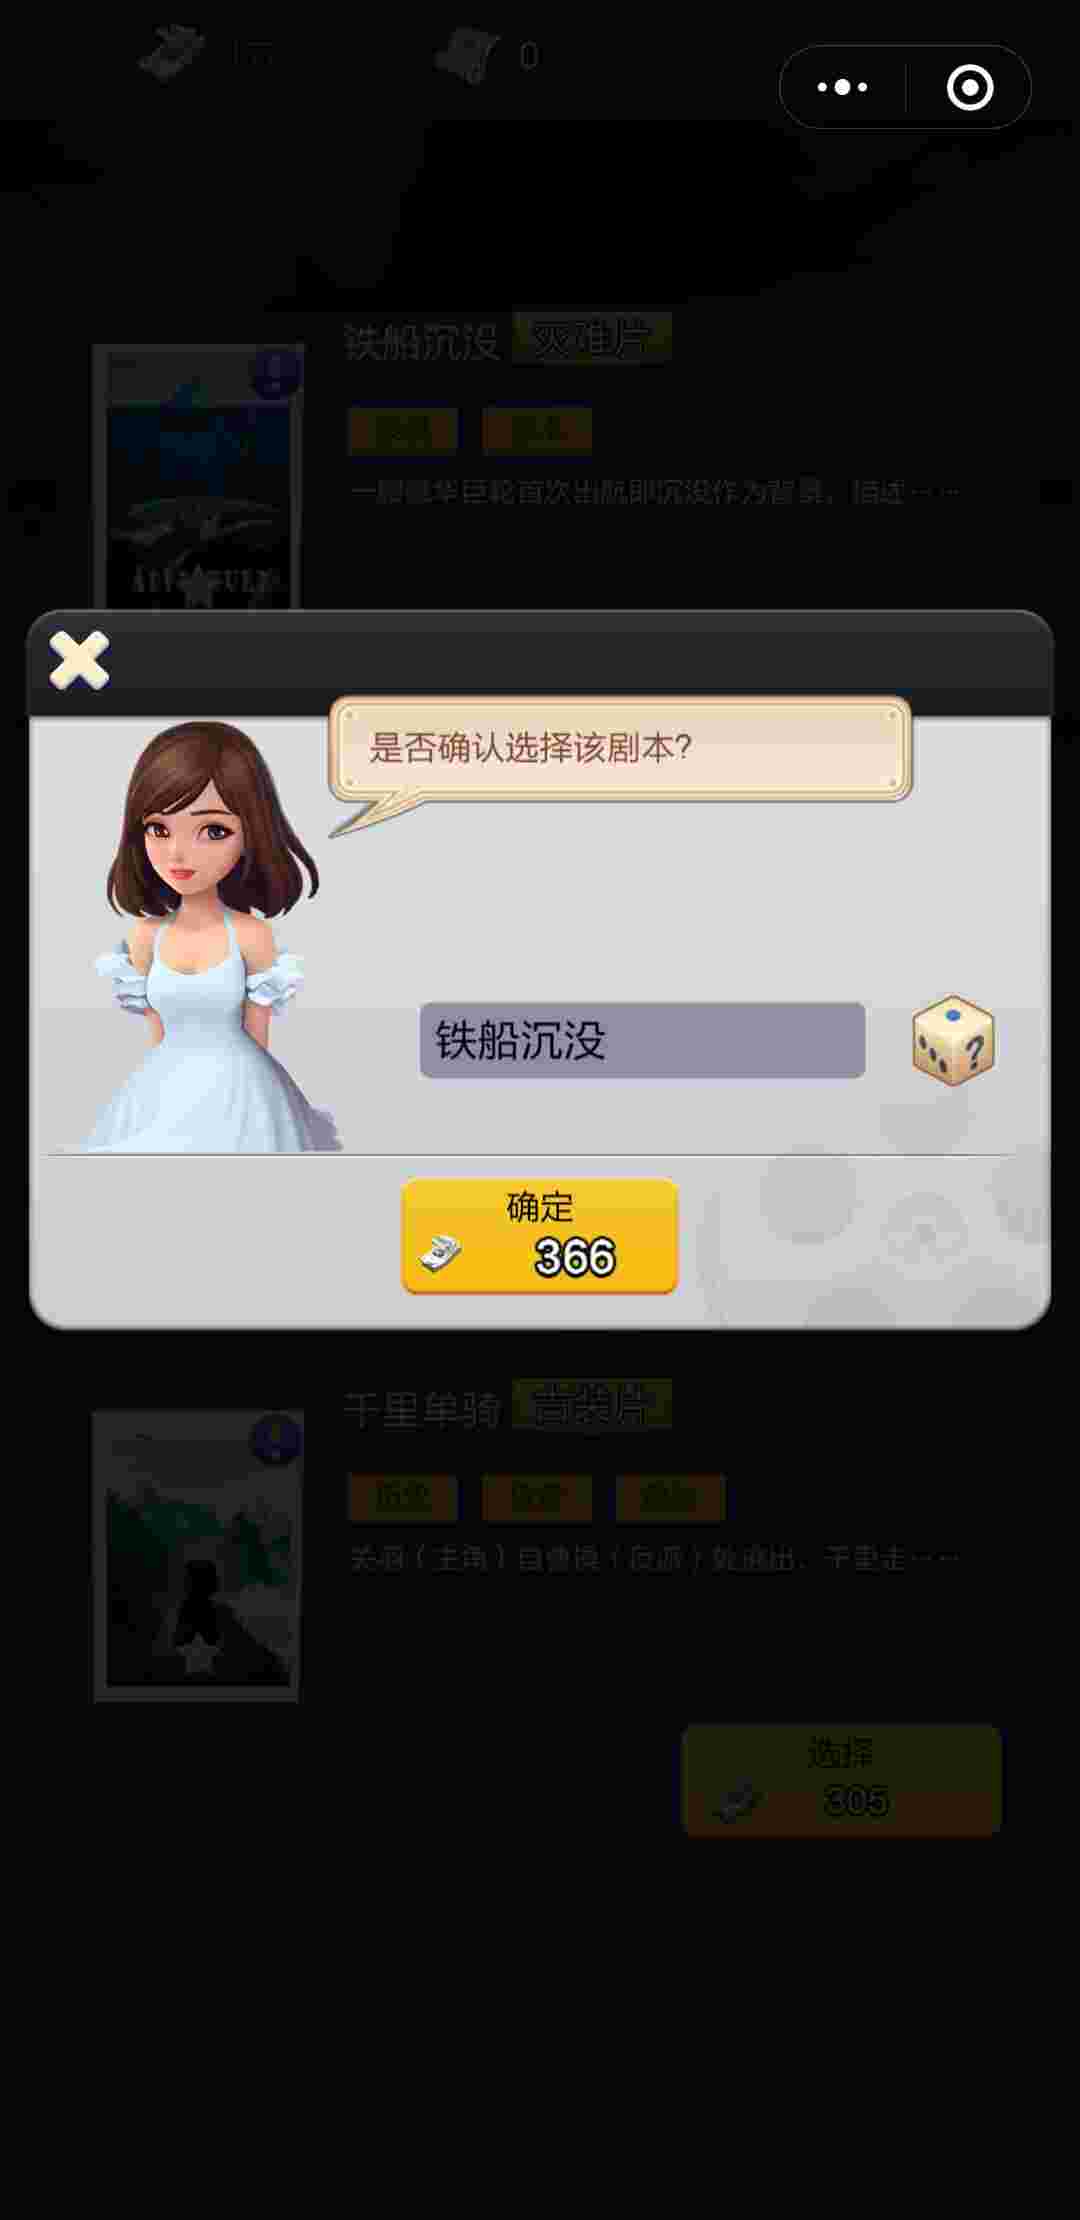 0
铁船沉没 灾难片
一艘豪华巨轮首次出航即沉没作为背景，描述……
是否确认选择该剧本?
铁船沉没
?
确定
366
千里单骑 古装片
关羽（主角）自曹操（反派）处逃出，千里走……
选择
305